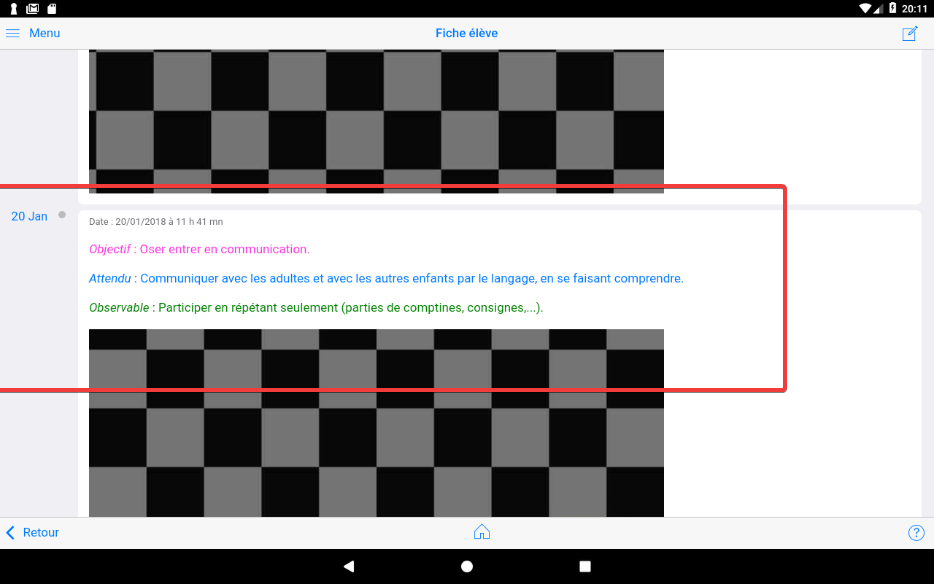 20:11
Menu
Fiche élève
20 Jan
Date : 20/01/2018 à 11 h 41 mn
Objectif : Oser entrer en communication.
Attendu : Communiquer avec les adultes et avec les autres enfants par le langage, en se faisant comprendre.
Observable : Participer en répétant seulement (parties de comptines, consignes,...).
Retour